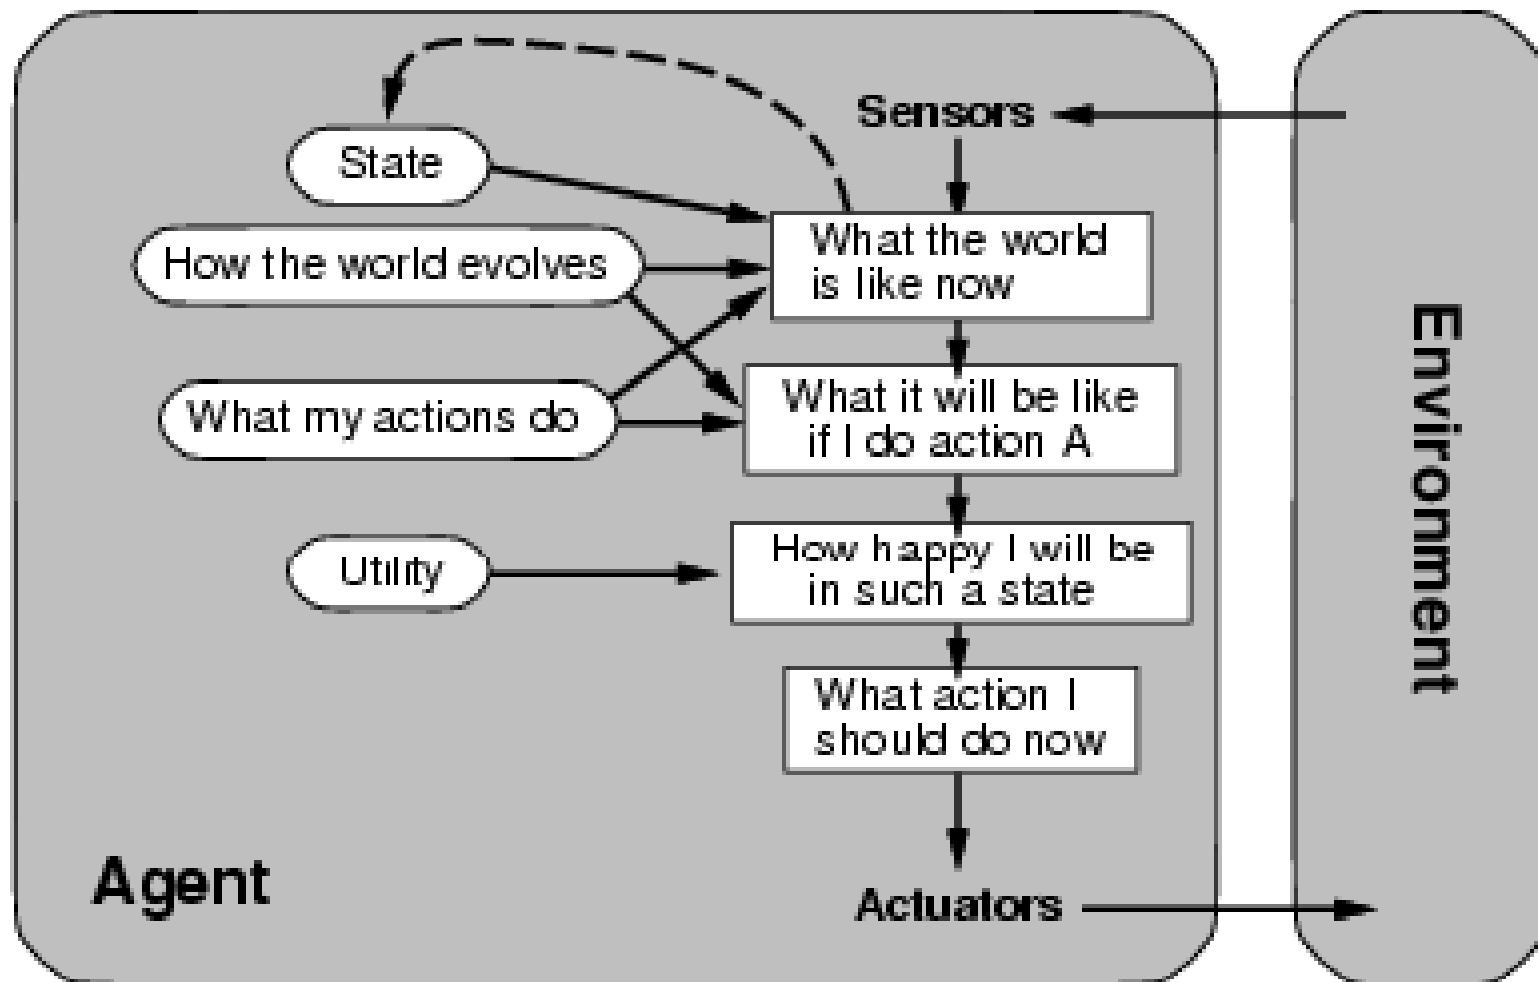 Sensors
State
What the world
is like now
How the world evolves
What it will be like
if I do action A
What my actions do
How happy I will be
in such a state
Utility
What action I
should do now
Agent
Actuators
Environment